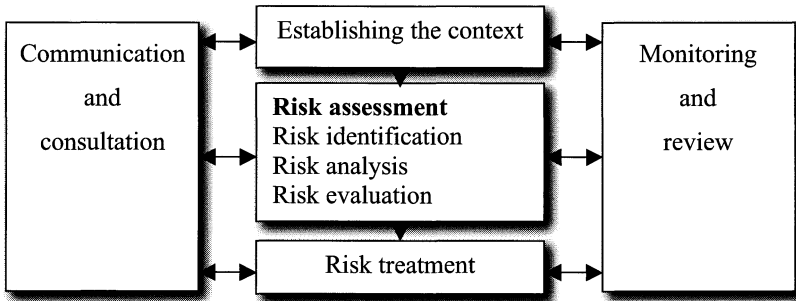 Communication
and
consultation
Establishing the context
Risk assessment
Risk identification
Risk analysis
Risk evaluation
Risk treatment
Monitoring
and
review